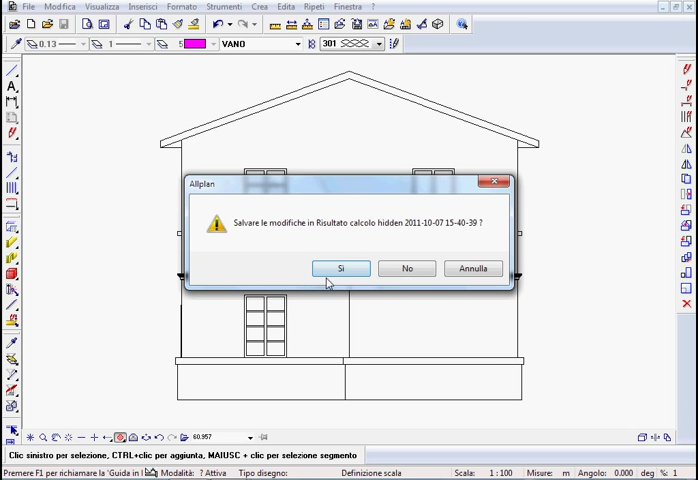 File Modifica Visualizza Inserisci Formato Strumenti Crea Edita Ripeti Finestra ?
0.13 1 5 VANO 301
Allplan
Salvare le modifiche in Risultato calcolo hidden 2011-10-07 15-40-39 ?
Sì No Annulla
60.957
Clic sinistro per selezione, CTRL+clic per aggiunta, MAIUSC + clic per selezione segmento
Premere F1 per richiamare la 'Guida in l Modalità: ? Attiva Tipo disegno: Definizione scala Scala: 1 : 100 Misure: m Angolo: 0.000 deg %: 1